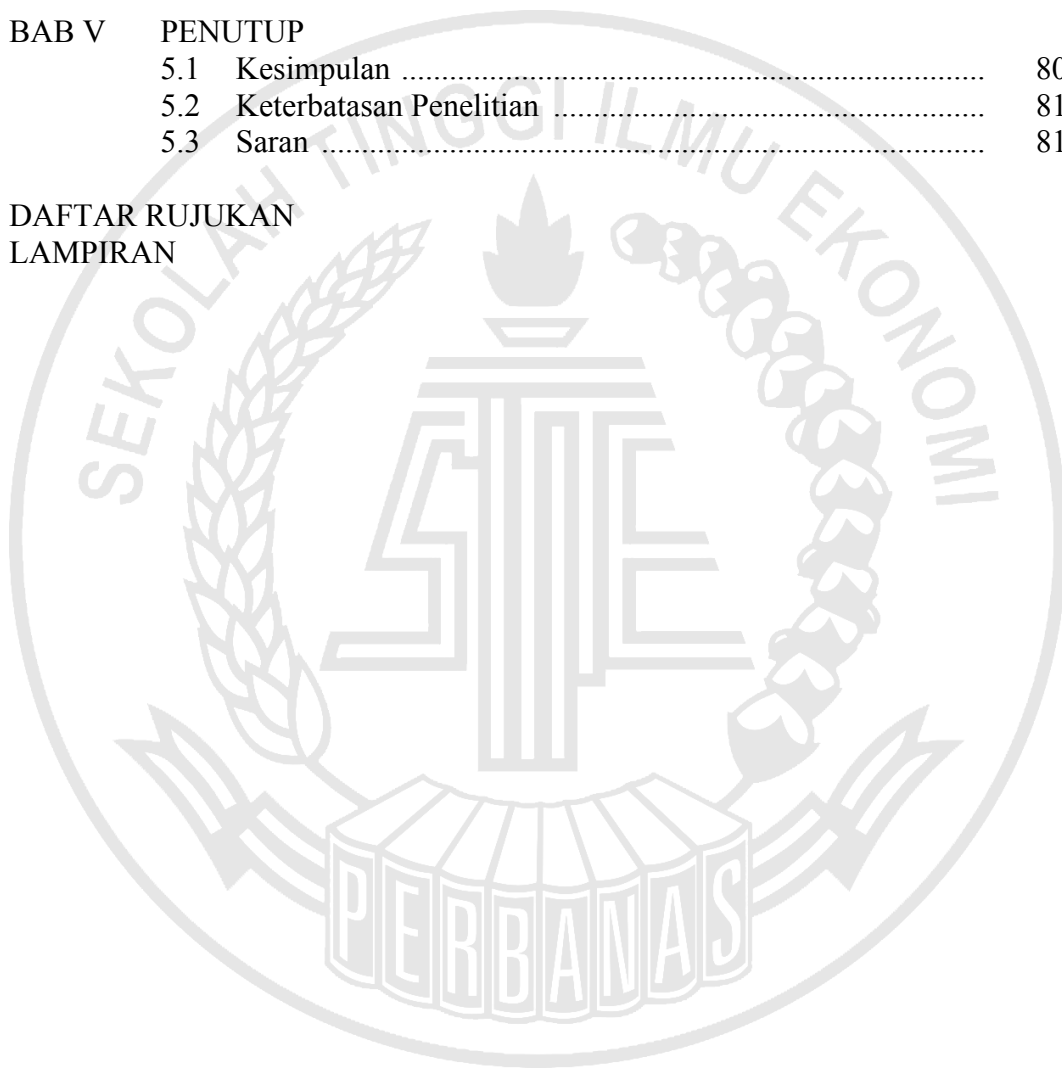 BAB V PENUTUP
5.1 Kesimpulan .......................................................................... 80
5.2 Keterbatasan Penelitian ....................................................... 81
5.3 Saran .................................................................................... 81
DAFTAR RUJUKAN
LAMPIRAN
SEKOLAH TINGGI ILMU EKONOMI
STIE
PERBANAS